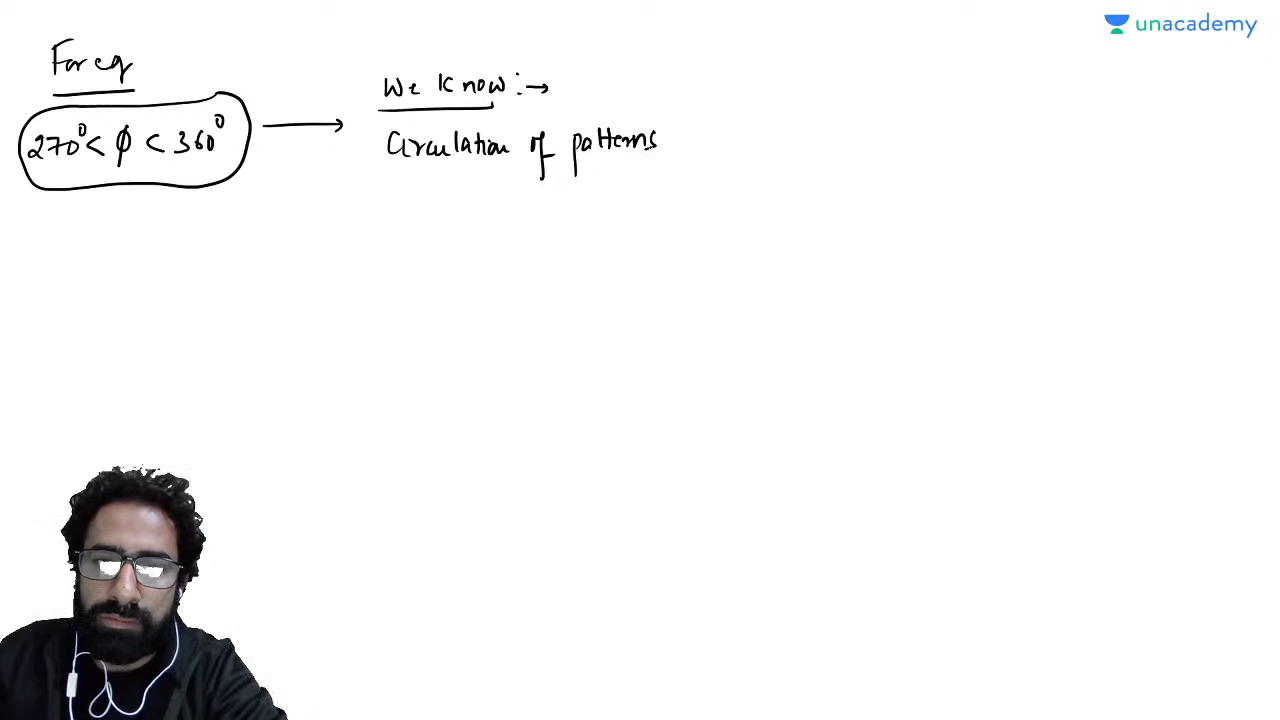 unacademy
For eg
270° < φ < 360°
We know :→
Circulation of patterns